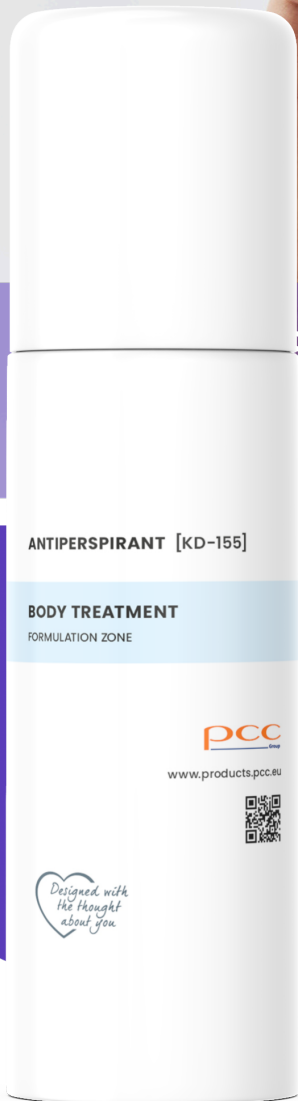 ANTIPERSPIRANT [KD-155]
BODY TREATMENT
FORMULATION ZONE
pcc
Group
www.products.pcc.eu
Designed with
the thought
about you